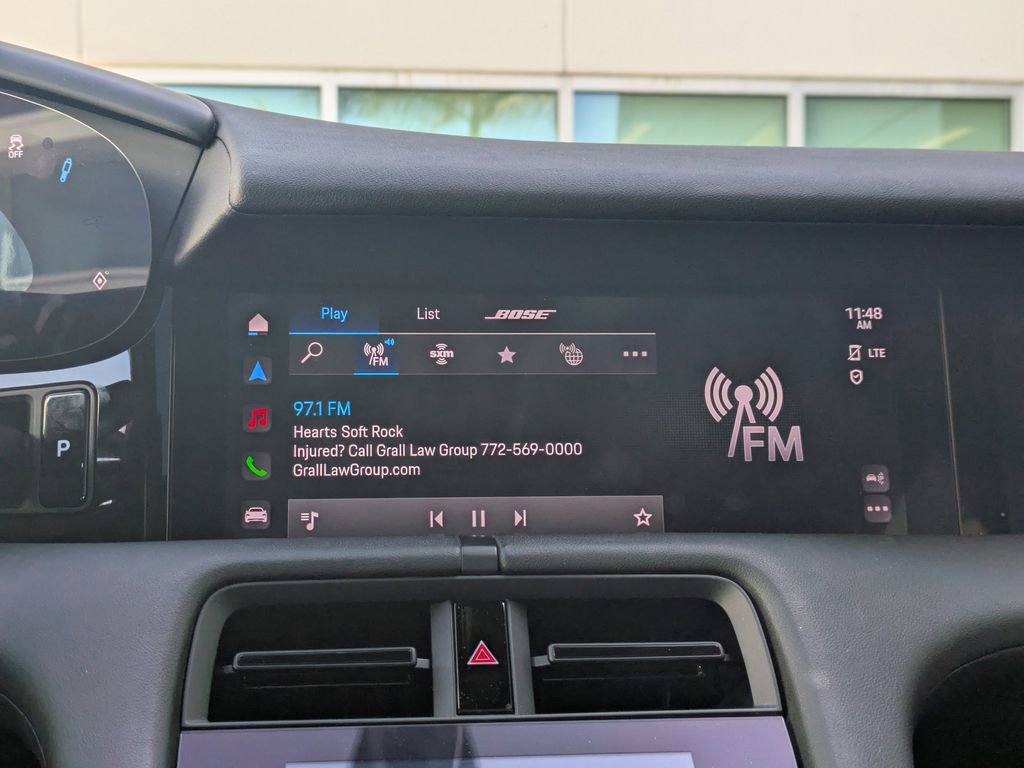 OFF
Play List BOSE
FM sxm
97.1 FM
Hearts Soft Rock
Injured? Call Grall Law Group 772-569-0000
GrallLawGroup.com
FM
11:48
AM
LTE
P